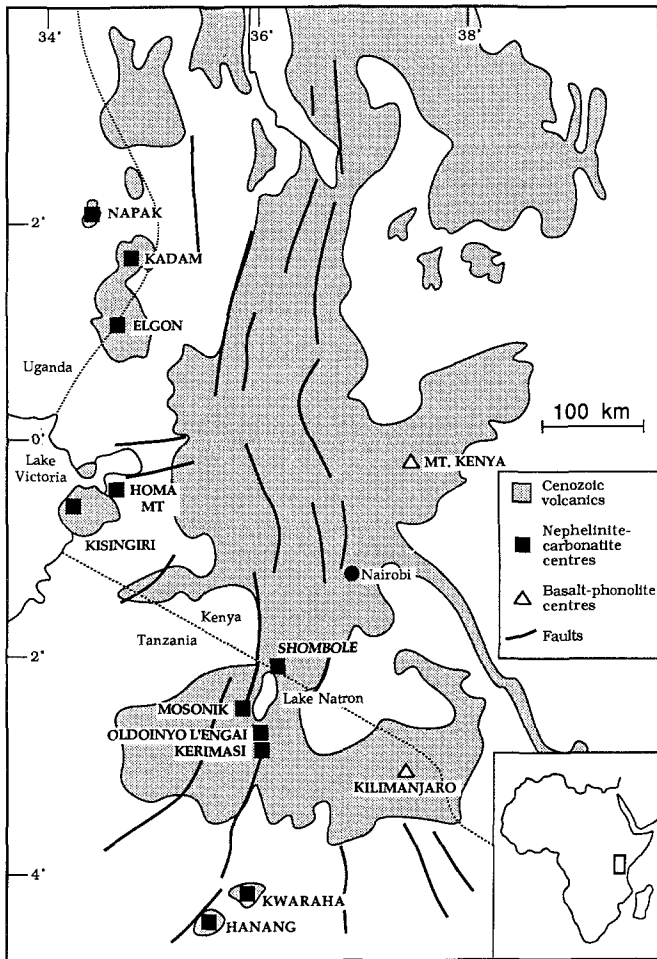 34°
36°
38°
2°
NAPAK
KADAM
ELGON
Uganda
100 km
0°
Lake
Victoria
MT. KENYA
HOMA
MT
KISINGIRI
Cenozoic
volcanics
Nephelinite-
carbonatite
centres
Basalt-phonolite
centres
Faults
Nairobi
Kenya
Tanzania
2°
SHOMBOLE
Lake Natron
MOSONIK
OLDOINYO L'ENGAI
KERIMASI
KILIMANJARO
4°
KWARAHA
HANANG